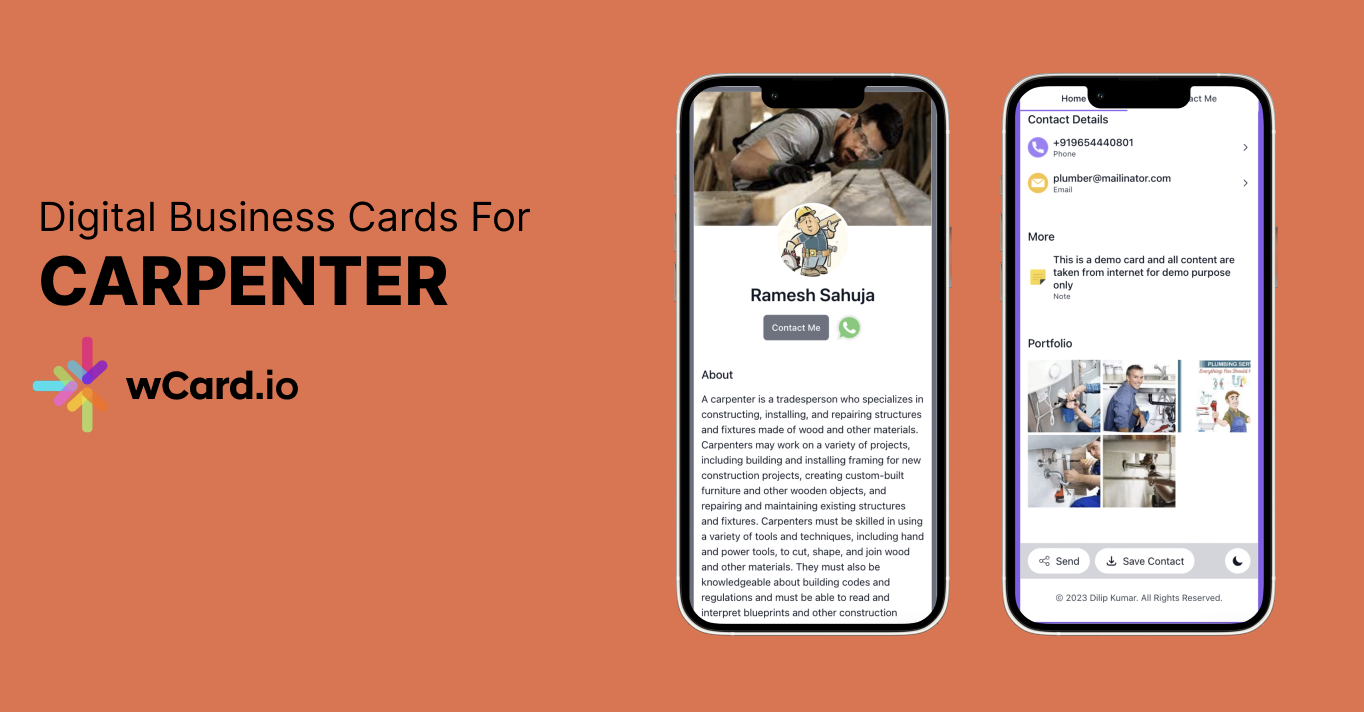 Digital Business Cards For
CARPENTER
wCard.io
Ramesh Sahuja
Contact Me
About
A carpenter is a tradesperson who specializes in
constructing, installing, and repairing structures
and fixtures made of wood and other materials.
Carpenters may work on a variety of projects,
including building and installing framing for new
construction projects, creating custom-built
furniture and other wooden objects, and
repairing and maintaining existing structures
and fixtures. Carpenters must be skilled in using
a variety of tools and techniques, including hand
and power tools, to cut, shape, and join wood
and other materials. They must also be
knowledgeable about building codes and
regulations and must be able to read and
interpret blueprints and other construction
Home act Me
Contact Details
+919654440801
Phone
plumber@mailinator.com
Email
More
This is a demo card and all content are
taken from internet for demo purpose
only
Note
Portfolio
PLUMBING SER
Everything You Should
Send
Save Contact
© 2023 Dilip Kumar. All Rights Reserved.